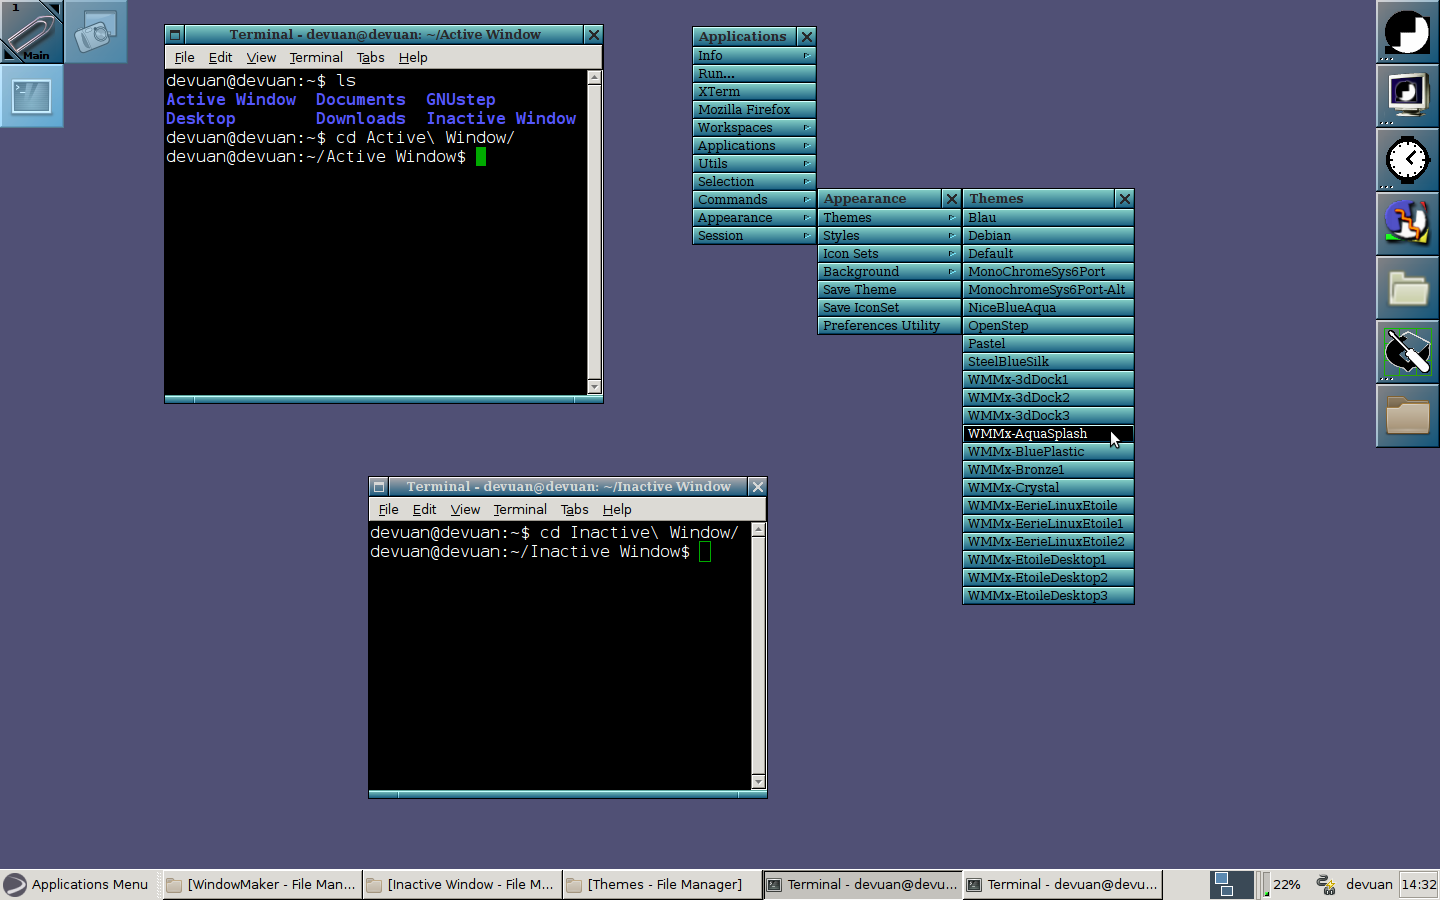 1
Main
Terminal - devuan@devuan: ~/Active Window
File Edit View Terminal Tabs Help
devuan@devuan:~$ ls
Active Window Documents GNUstep
Desktop Downloads Inactive Window
devuan@devuan:~$ cd Active\ Window/
devuan@devuan:~/Active Window$
Applications
Info
Run...
XTerm
Mozilla Firefox
Workspaces
Applications
Utils
Selection
Commands
Appearance
Session
Appearance
Themes
Styles
Icon Sets
Background
Save Theme
Save IconSet
Preferences Utility
Themes
Blau
Debian
Default
MonoChromeSys6Port
MonochromeSys6Port-Alt
NiceBlueAqua
OpenStep
Pastel
SteelBlueSilk
WMMx-3dDock1
WMMx-3dDock2
WMMx-3dDock3
WMMx-AquaSplash
WMMx-BluePlastic
WMMx-Bronze1
WMMx-Crystal
WMMx-EerieLinuxEtoile
WMMx-EerieLinuxEtoile1
WMMx-EerieLinuxEtoile2
WMMx-EtoileDesktop1
WMMx-EtoileDesktop2
WMMx-EtoileDesktop3
Terminal - devuan@devuan: ~/Inactive Window
File Edit View Terminal Tabs Help
devuan@devuan:~$ cd Inactive\ Window/
devuan@devuan:~/Inactive Window$
Applications Menu [WindowMaker - File Man... [Inactive Window - File M... [Themes - File Manager] Terminal - devuan@devu... Terminal - devuan@devu... 22% devuan 14:32